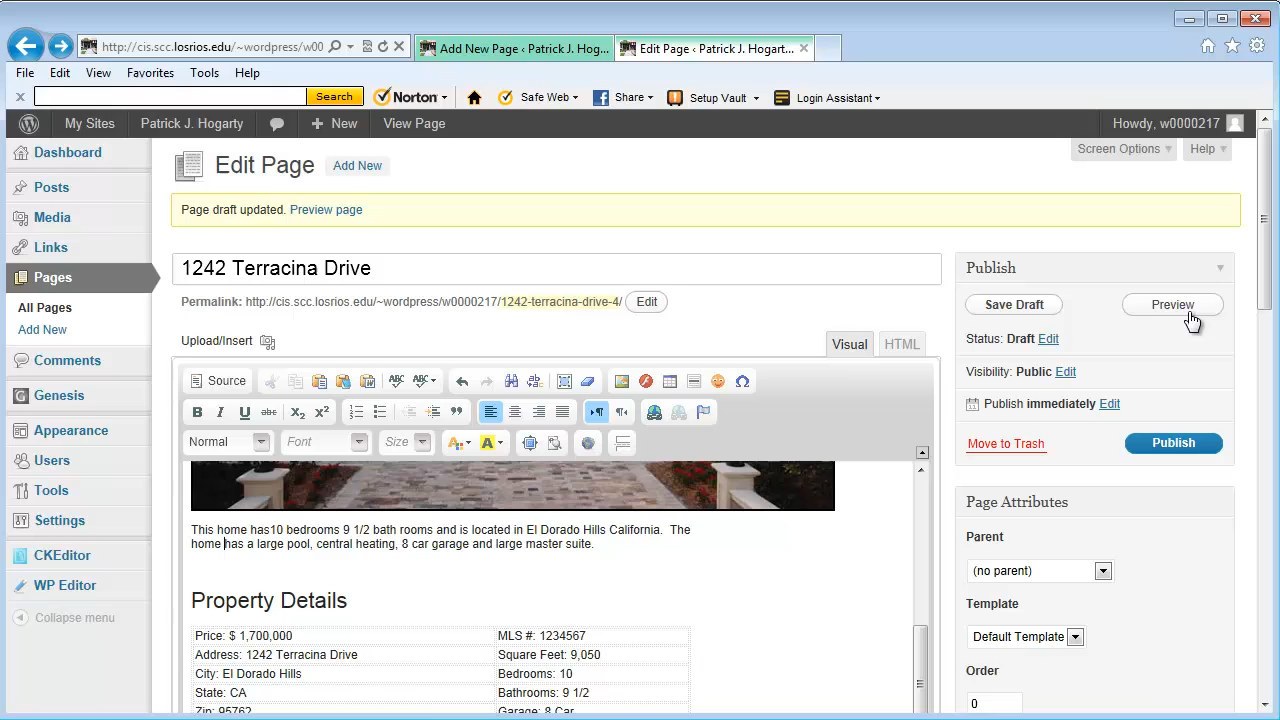 http://cis.scc.losrios.edu/~wordpress/w00
Add New Page ‹ Patrick J. Hog...
Edit Page ‹ Patrick J. Hogart...
File Edit View Favorites Tools Help
Search
Norton
Safe Web
Share
Setup Vault
Login Assistant
My Sites
Patrick J. Hogarty
New
View Page
Howdy, w0000217
Dashboard
Posts
Media
Links
Pages
All Pages
Add New
Comments
Genesis
Appearance
Users
Tools
Settings
CKEditor
WP Editor
Collapse menu
Screen Options
Help
Edit Page
Add New
Page draft updated. Preview page
1242 Terracina Drive
Permalink: http://cis.scc.losrios.edu/~wordpress/w0000217/1242-terracina-drive-4/ Edit
Upload/Insert
Visual
HTML
Source
ABC
ABC
B I U abc X₂ X²
Normal
Font
Size
A
A
This home has10 bedrooms 9 1/2 bath rooms and is located in El Dorado Hills California. The
home has a large pool, central heating, 8 car garage and large master suite.
Property Details
Price: $ 1,700,000 MLS #: 1234567
Address: 1242 Terracina Drive Square Feet: 9,050
City: El Dorado Hills Bedrooms: 10
State: CA Bathrooms: 9 1/2
Zip: 95762 Garage: 8 Car
Publish
Save Draft
Preview
Status: Draft Edit
Visibility: Public Edit
Publish immediately Edit
Move to Trash
Publish
Page Attributes
Parent
(no parent)
Template
Default Template
Order
0